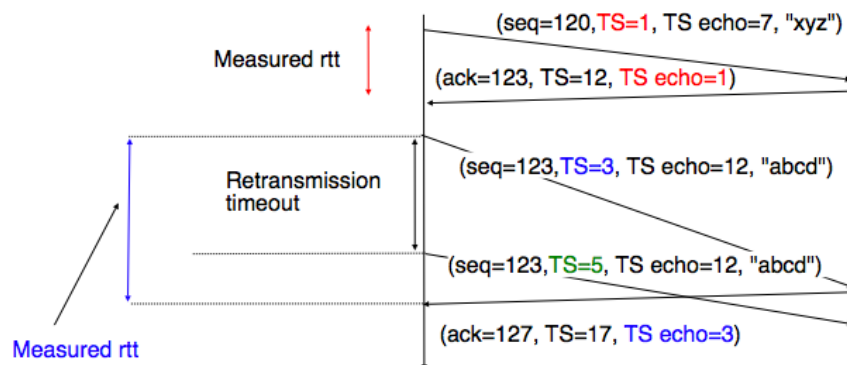 (seq=120,TS=1, TS echo=7, "xyz")
Measured rtt
(ack=123, TS=12, TS echo=1)
(seq=123,TS=3, TS echo=12, "abcd")
Retransmission
timeout
(seq=123,TS=5, TS echo=12, "abcd")
(ack=127, TS=17, TS echo=3)
Measured rtt